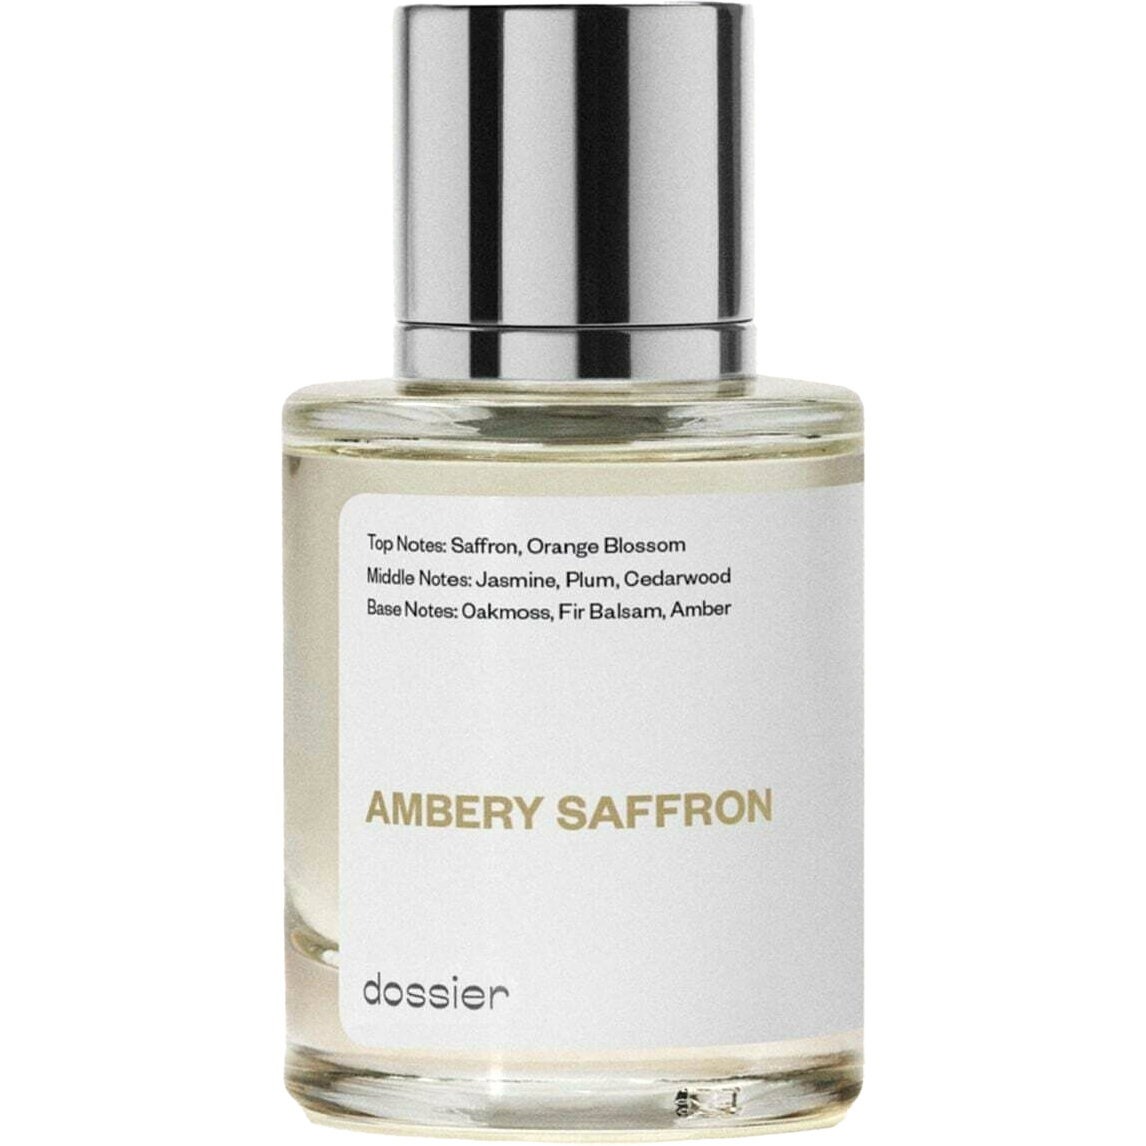 Top Notes: Saffron, Orange Blossom
Middle Notes: Jasmine, Plum, Cedarwood
Base Notes: Oakmoss, Fir Balsam, Amber
AMBERY SAFFRON
dossier